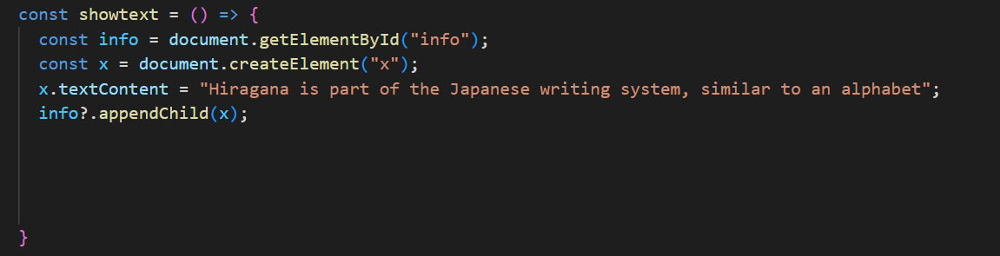 const showtext = () => {
const info = document.getElementById("info");
const x = document.createElement("x");
x.textContent = "Hiragana is part of the Japanese writing system, similar to an alphabet";
info?.appendChild(x);
}